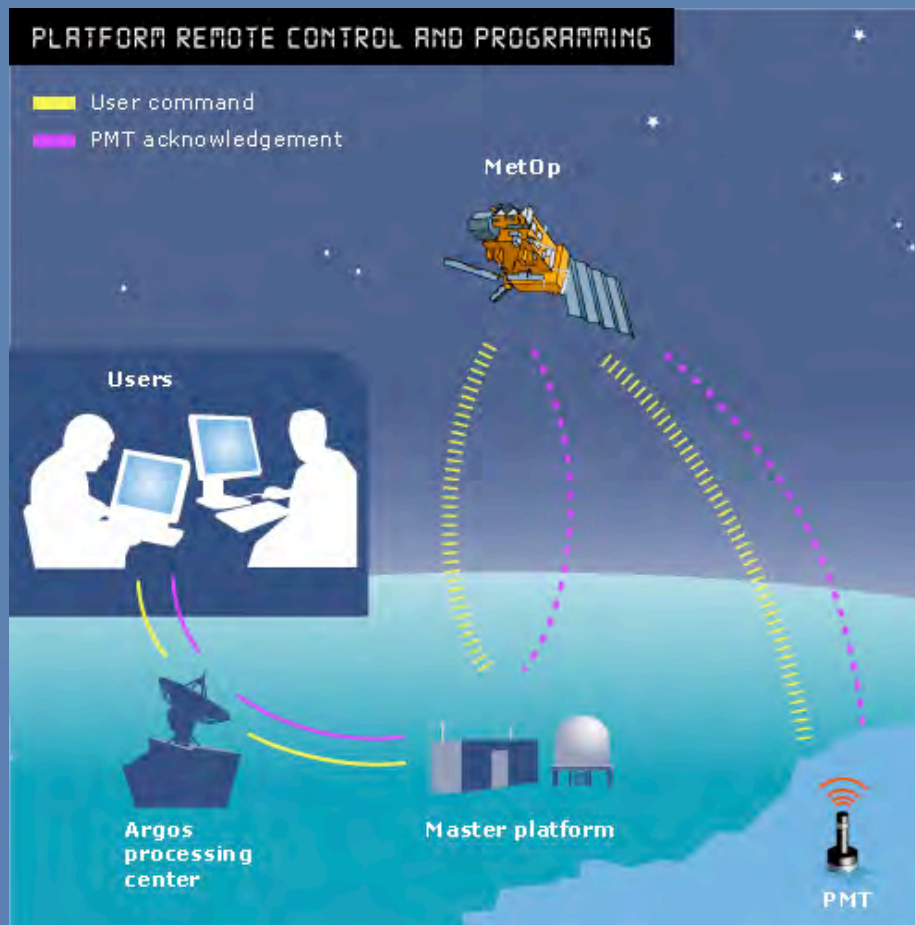 PLATFORM REMOTE CONTROL AND PROGRAMMING
User command
PMT acknowledgement
MetOp
Users
Argos
processing
center
Master platform
PMT